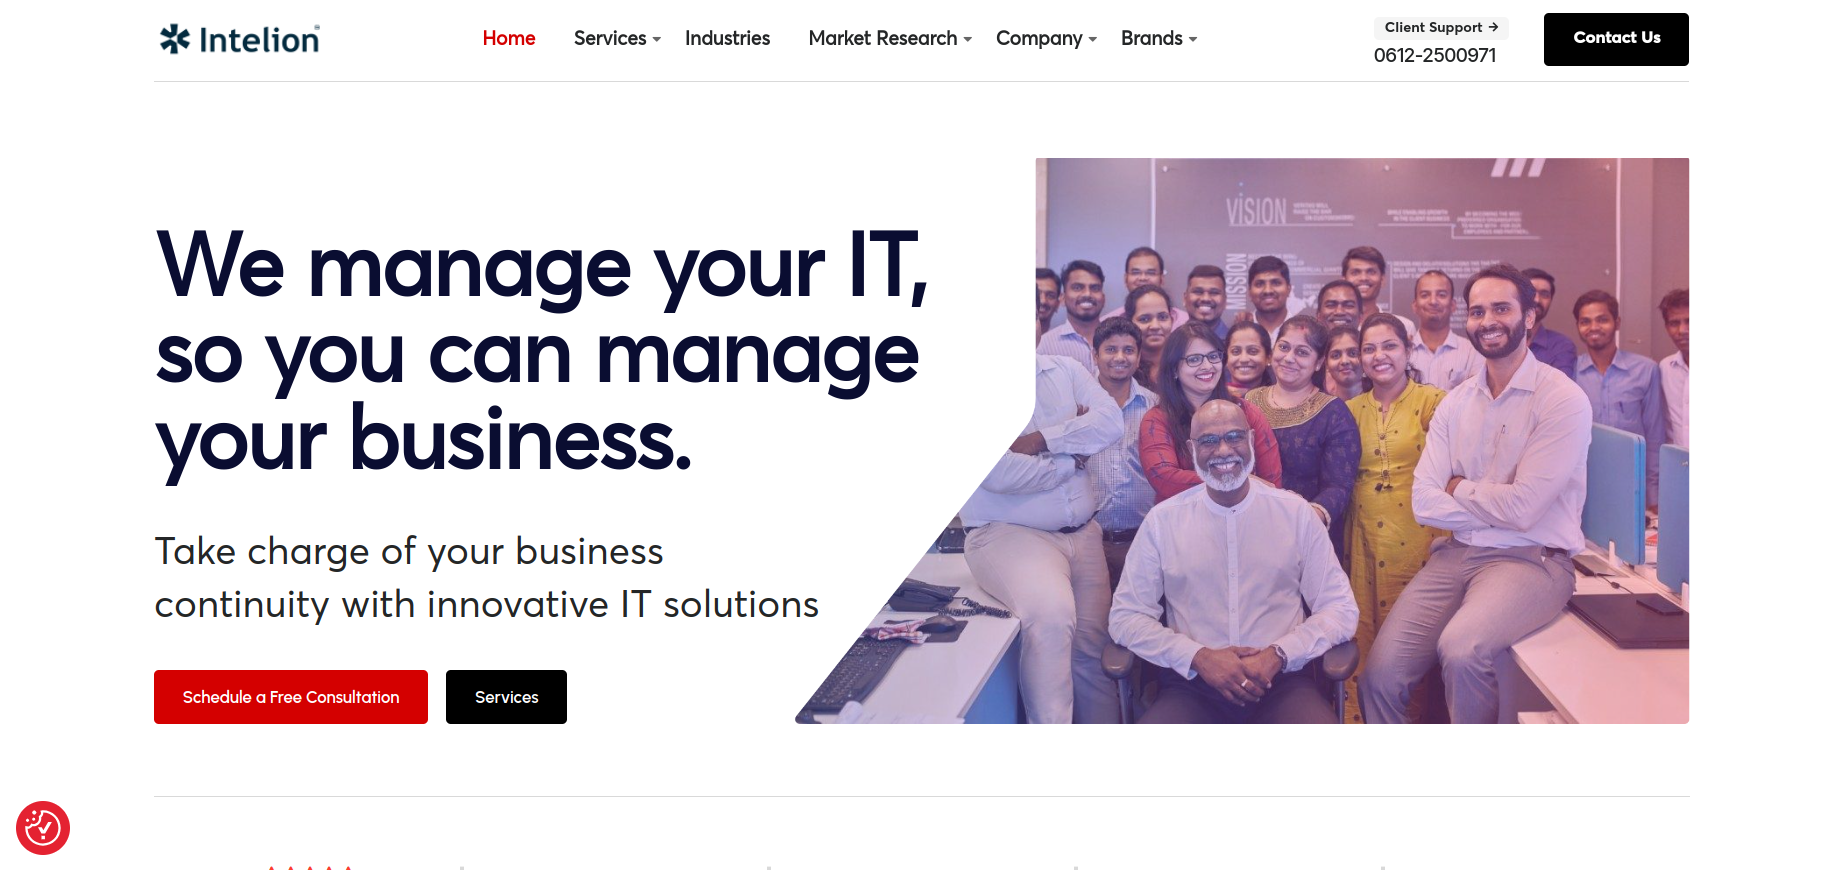 Intelion
Home
Services
Industries
Market Research
Company
Brands
Client Support →
0612-2500971
Contact Us
We manage your IT,
so you can manage
your business.
Take charge of your business
continuity with innovative IT solutions
Schedule a Free Consultation
Services
VISION
MISSION